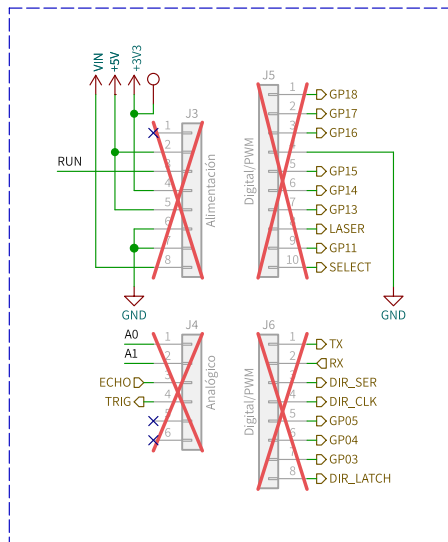 VIN
+5V
+3V3
J3
1
2
3
4
5
6
7
8
RUN
Alimentación
GND
J5
1
2
3
4
5
6
7
8
9
10
Digital/PWM
GP18
GP17
GP16
GP15
GP14
GP13
LASER
GP11
SELECT
GND
J4
1
2
3
4
5
6
A0
A1
ECHO
TRIG
Analógico
J6
1
2
3
4
5
6
7
8
Digital/PWM
TX
RX
DIR_SER
DIR_CLK
GP05
GP04
GP03
DIR_LATCH